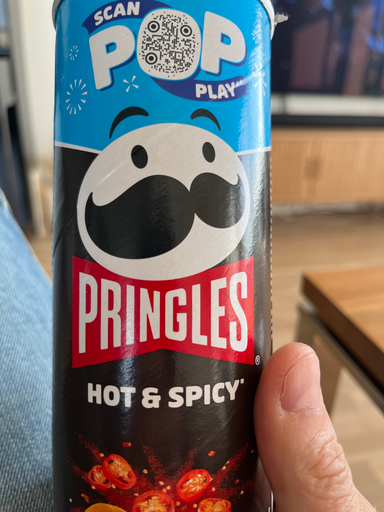 SCAN
POP
PLAY**
PRINGLES®
HOT & SPICY*